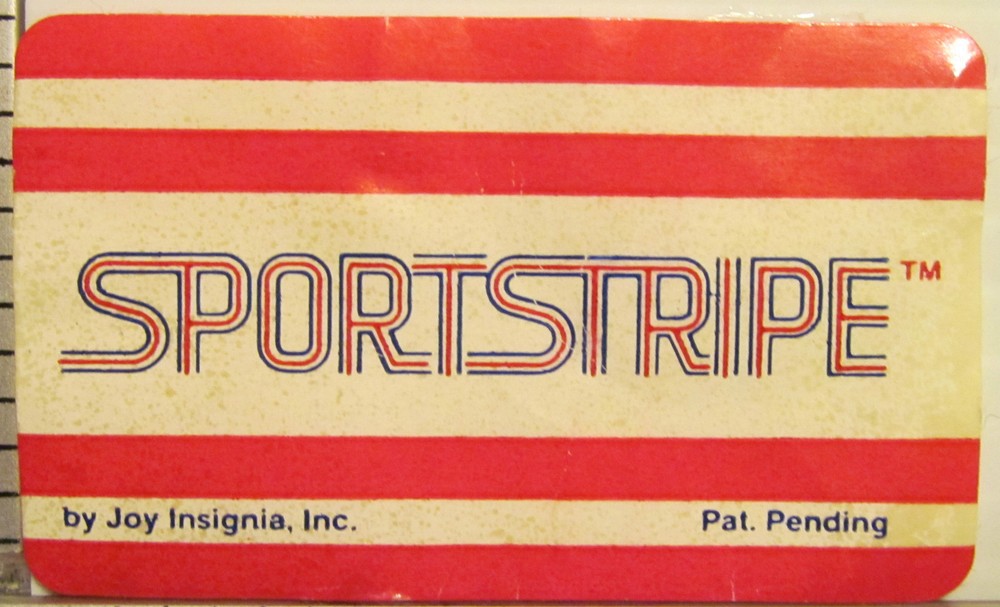 SPORTSTRIPE™
by Joy Insignia, Inc.
Pat. Pending